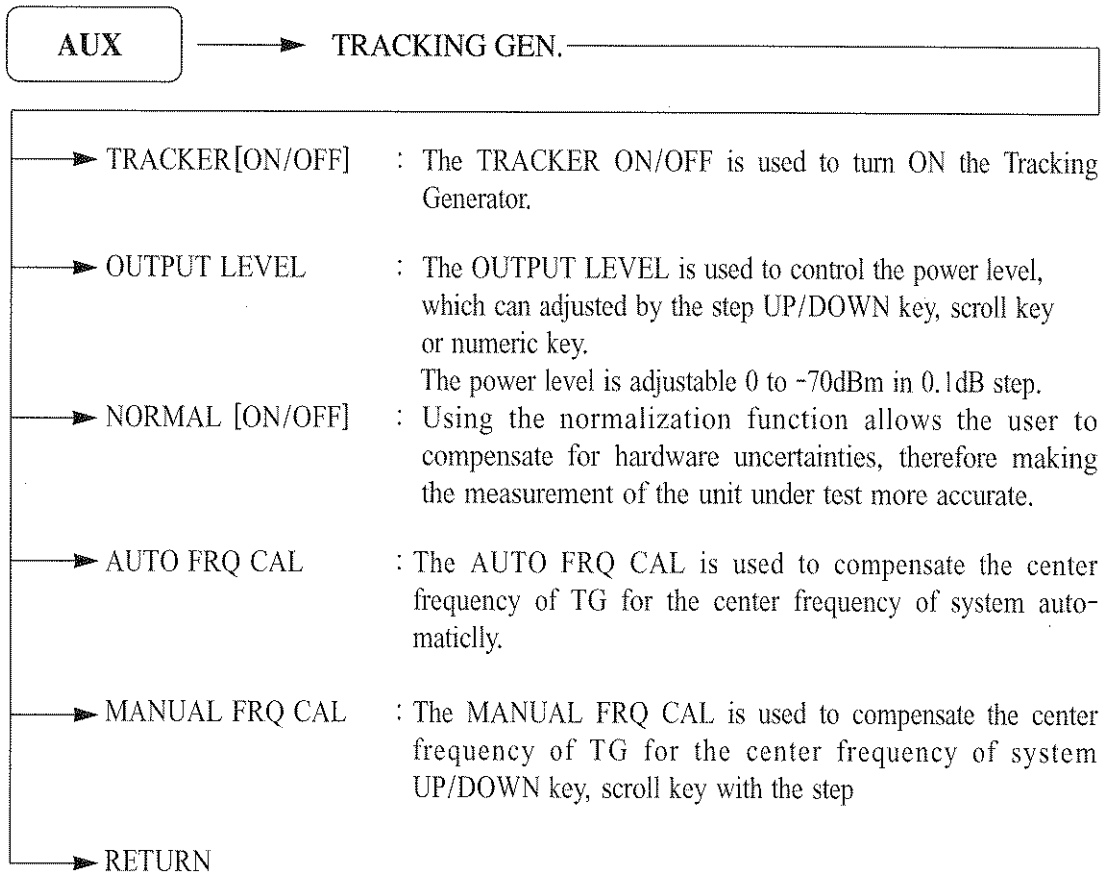 AUX TRACKING GEN.
TRACKER[ON/OFF] : The TRACKER ON/OFF is used to turn ON the Tracking
Generator.
OUTPUT LEVEL : The OUTPUT LEVEL is used to control the power level,
which can adjusted by the step UP/DOWN key, scroll key
or numeric key.
The power level is adjustable 0 to -70dBm in 0.1dB step.
NORMAL [ON/OFF] : Using the normalization function allows the user to
compensate for hardware uncertainties, therefore making
the measurement of the unit under test more accurate.
AUTO FRQ CAL : The AUTO FRQ CAL is used to compensate the center
frequency of TG for the center frequency of system auto-
maticlly.
MANUAL FRQ CAL : The MANUAL FRQ CAL is used to compensate the center
frequency of TG for the center frequency of system
UP/DOWN key, scroll key with the step
RETURN